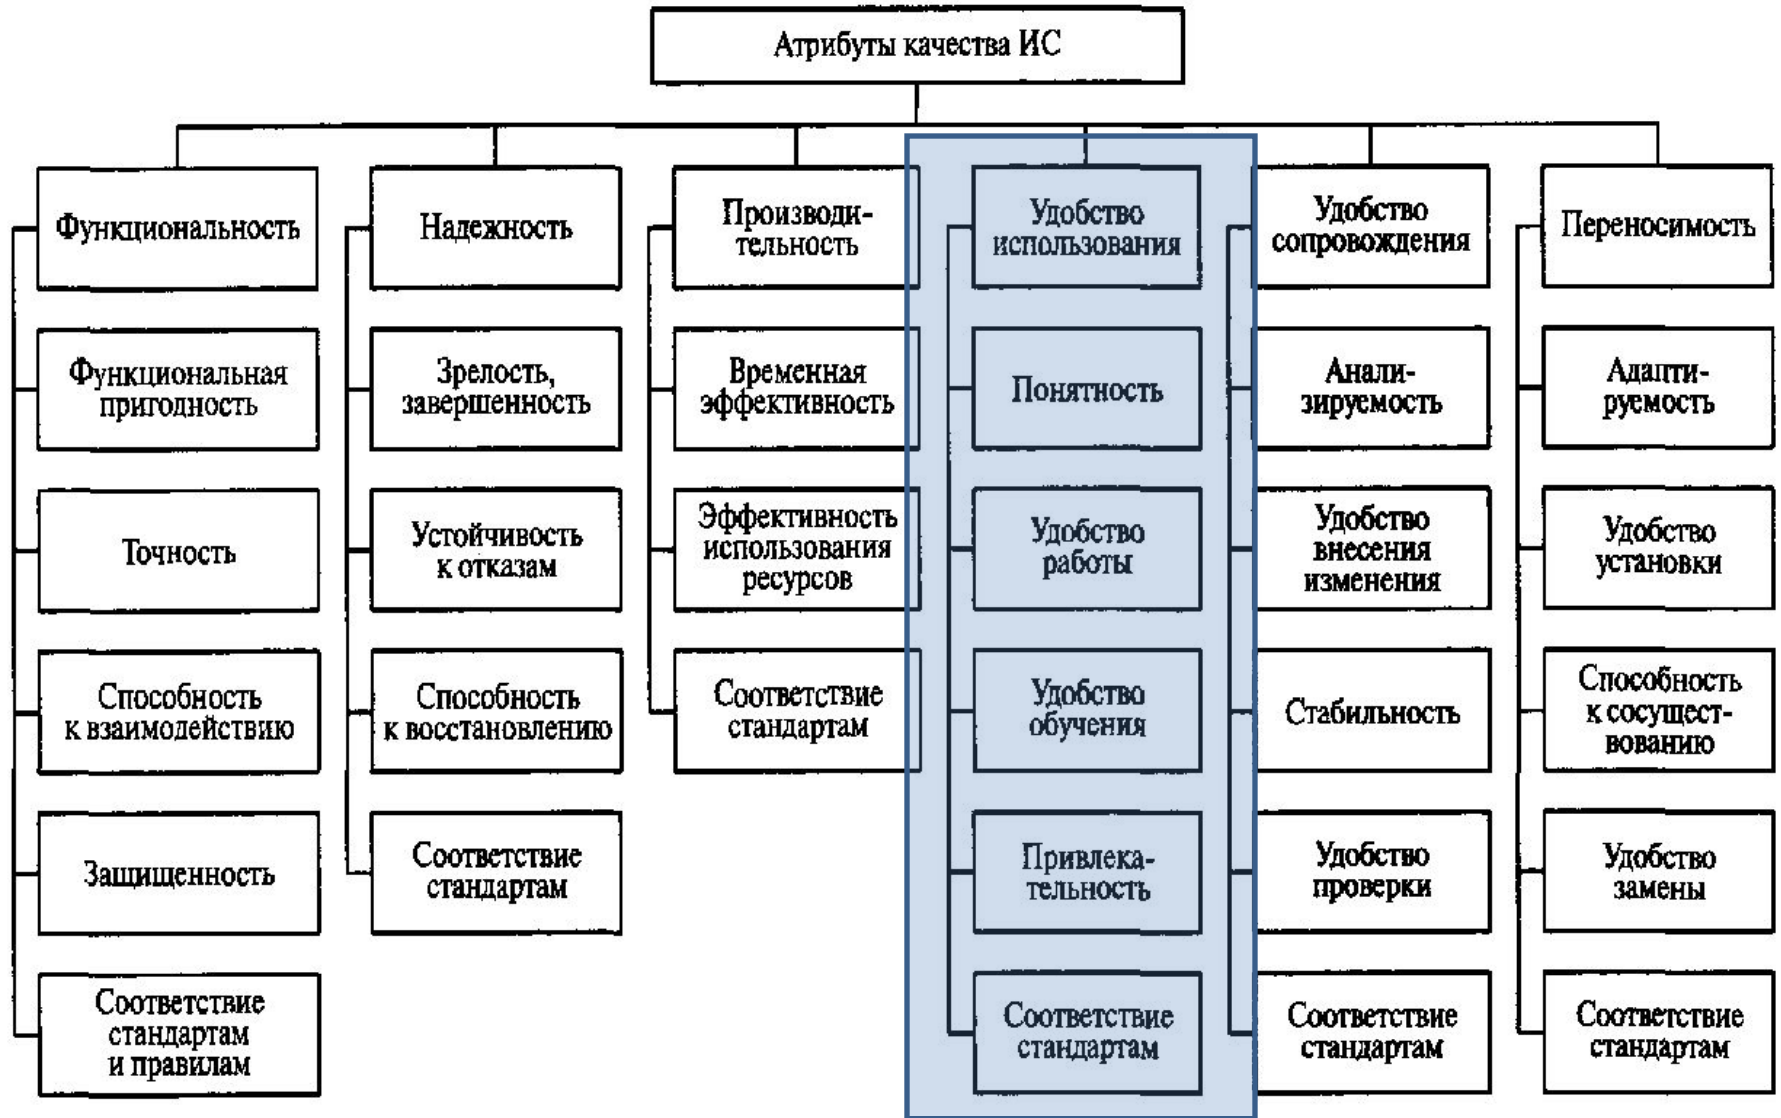 Атрибуты качества ИС
Функциональность
Функциональная
пригодность
Точность
Способность
к взаимодействию
Защищенность
Соответствие
стандартам
и правилам
Надежность
Зрелость,
завершенность
Устойчивость
к отказам
Способность
к восстановлению
Соответствие
стандартам
Производи-
тельность
Временная
эффективность
Эффективность
использования
ресурсов
Соответствие
стандартам
Удобство
использования
Понятность
Удобство
работы
Удобство
обучения
Привлека-
тельность
Соответствие
стандартам
Удобство
сопровождения
Анали-
зируемость
Удобство
внесения
изменения
Стабильность
Удобство
проверки
Соответствие
стандартам
Переносимость
Адапти-
руемость
Удобство
установки
Способность
к сосущест-
вованию
Удобство
замены
Соответствие
стандартам